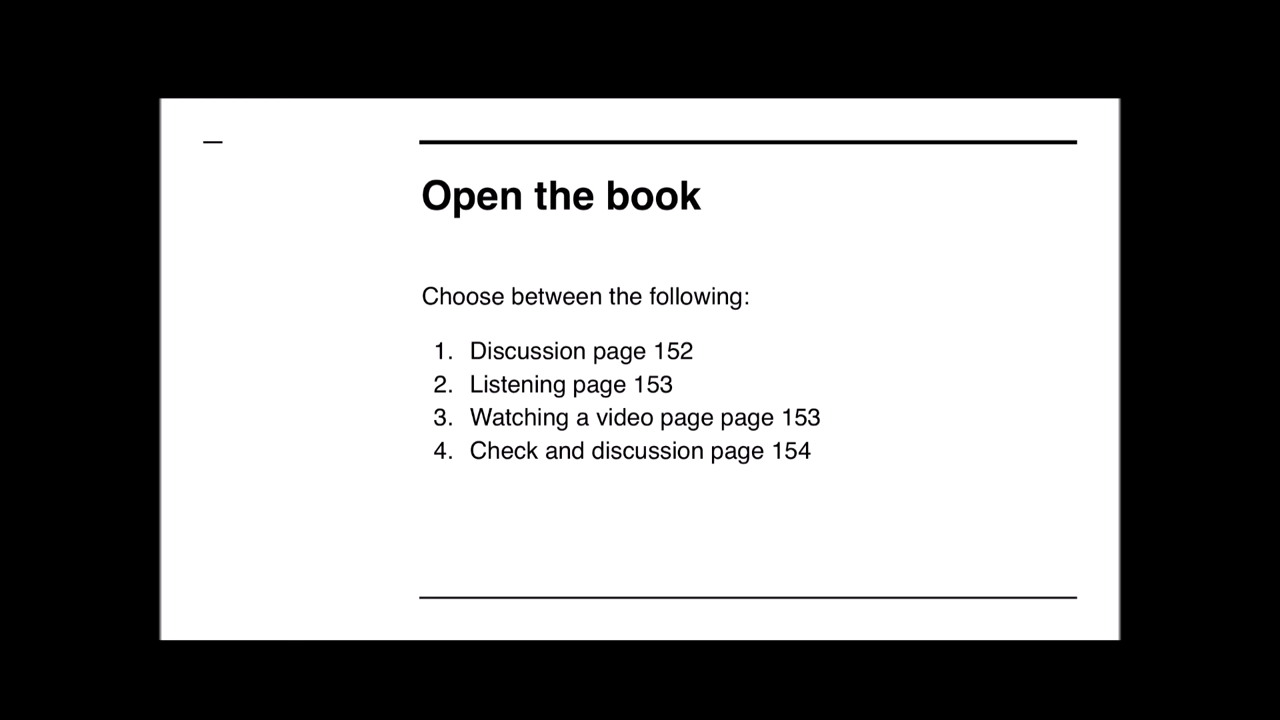 Open the book
Choose between the following:
1. Discussion page 152
2. Listening page 153
3. Watching a video page page 153
4. Check and discussion page 154